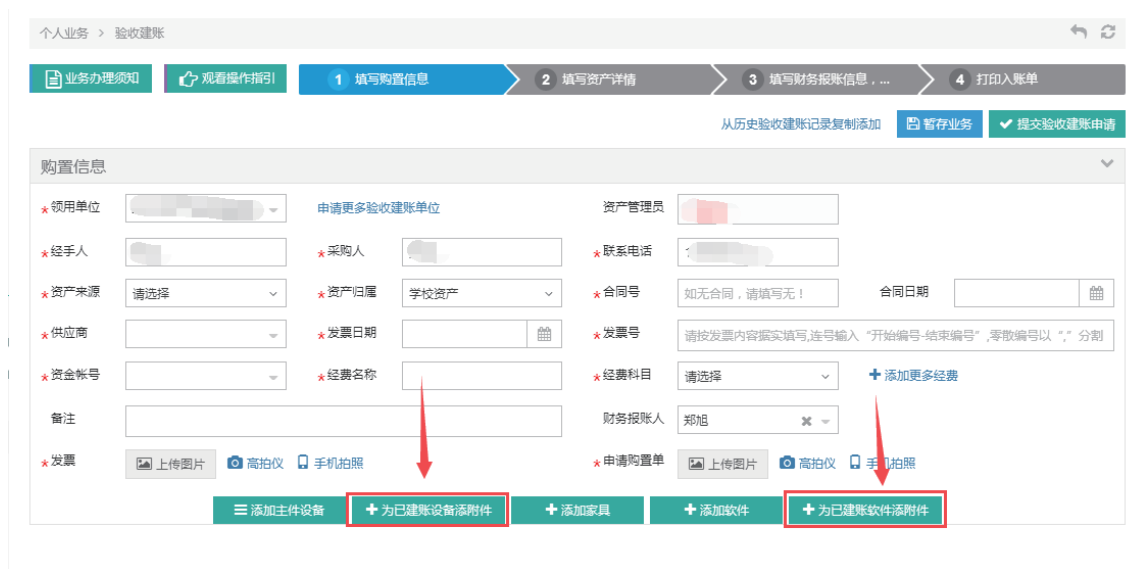 个人业务 > 验收建账
业务办理须知 观看操作指引 1 填写购置信息 2 填写资产详情 3 填写财务报账信息，... 4 打印入账单
从历史验收建账记录复制添加 暂存业务 提交验收建账申请
购置信息
*领用单位 申请更多验收建账单位 资产管理员
*经手人 *采购人 *联系电话
*资产来源 请选择 *资产归属 学校资产 *合同号 如无合同，请填写无！ 合同日期
*供应商 *发票日期 *发票号 请按发票内容据实填写,连号输入 “开始编号-结束编号” ,零散编号以 “,” 分割
*资金帐号 *经费名称 *经费科目 请选择 +添加更多经费
备注 财务报账人 郑旭
*发票 上传图片 高拍仪 手机拍照 *申请购置单 上传图片 高拍仪 手机拍照
添加主件设备 +为已建账设备添附件 +添加家具 +添加软件 +为已建账软件添附件